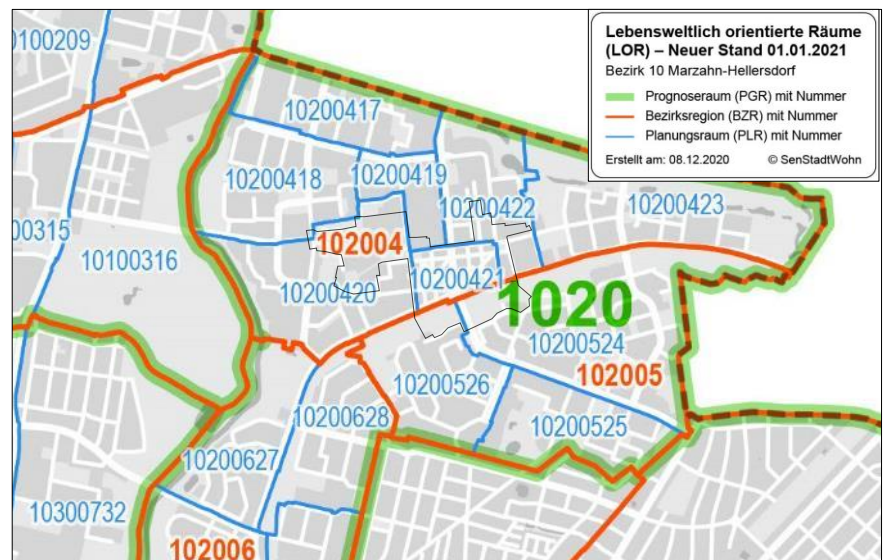 0100209
00315
10100316
10300732
10200417
10200418
10200419
10200422
10200423
102004
10200421
10200420
1020
10200524
102005
10200526
10200525
10200628
10200627
102006
Lebensweltlich orientierte Räume
(LOR) – Neuer Stand 01.01.2021
Bezirk 10 Marzahn-Hellersdorf
Prognoseraum (PGR) mit Nummer
Bezirksregion (BZR) mit Nummer
Planungsraum (PLR) mit Nummer
Erstellt am: 08.12.2020 © SenStadtWohn